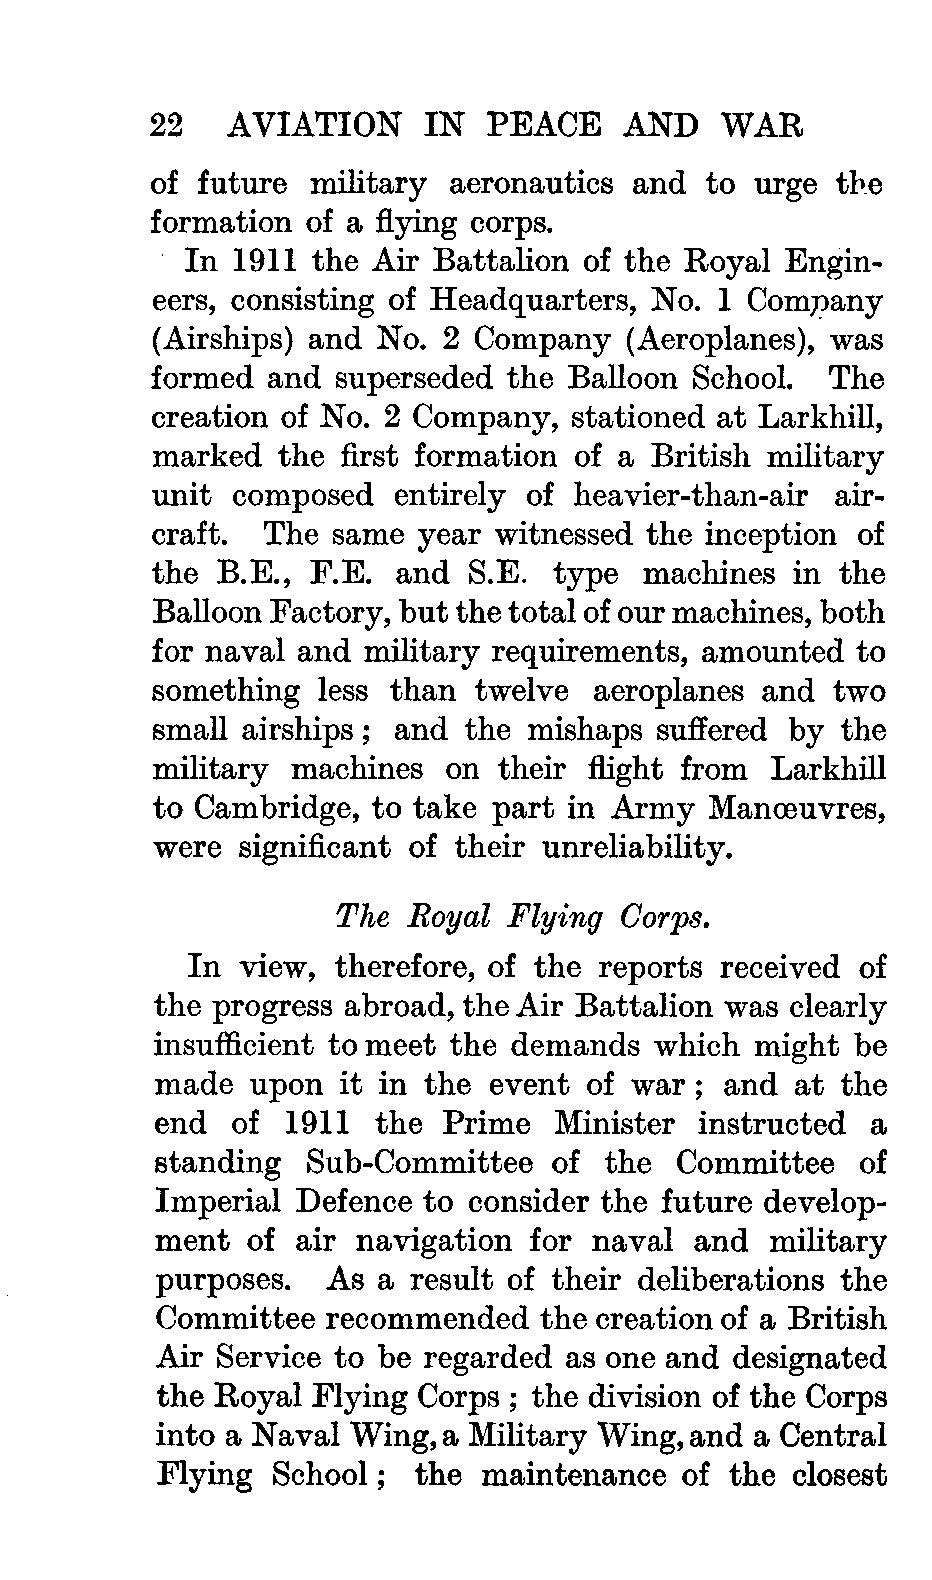 22 AVIATION IN PEACE AND WAR
of future military aeronautics and to urge the
formation of a flying corps.
In 1911 the Air Battalion of the Royal Engin-
eers, consisting of Headquarters, No. 1 Company
(Airships) and No. 2 Company (Aeroplanes), was
formed and superseded the Balloon School. The
creation of No. 2 Company, stationed at Larkhill,
marked the first formation of a British military
unit composed entirely of heavier-than-air air-
craft. The same year witnessed the inception of
the B.E., F.E. and S.E. type machines in the
Balloon Factory, but the total of our machines, both
for naval and military requirements, amounted to
something less than twelve aeroplanes and two
small airships ; and the mishaps suffered by the
military machines on their flight from Larkhill
to Cambridge, to take part in Army Manœuvres,
were significant of their unreliability.
The Royal Flying Corps.
In view, therefore, of the reports received of
the progress abroad, the Air Battalion was clearly
insufficient to meet the demands which might be
made upon it in the event of war ; and at the
end of 1911 the Prime Minister instructed a
standing Sub-Committee of the Committee of
Imperial Defence to consider the future develop-
ment of air navigation for naval and military
purposes. As a result of their deliberations the
Committee recommended the creation of a British
Air Service to be regarded as one and designated
the Royal Flying Corps ; the division of the Corps
into a Naval Wing, a Military Wing, and a Central
Flying School ; the maintenance of the closest